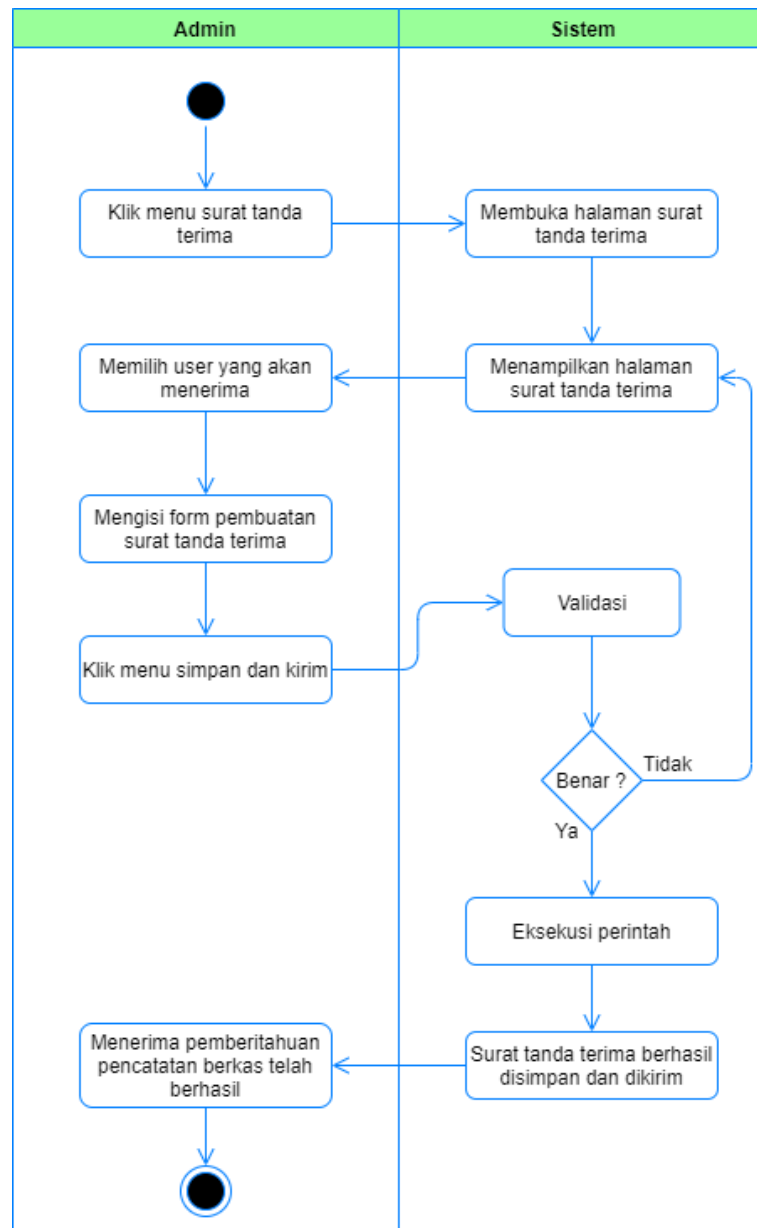 Admin
Sistem
Klik menu surat tanda
terima
Membuka halaman surat
tanda terima
Memilih user yang akan
menerima
Menampilkan halaman
surat tanda terima
Mengisi form pembuatan
surat tanda terima
Validasi
Klik menu simpan dan kirim
Benar ?
Tidak
Ya
Eksekusi perintah
Menerima pemberitahuan
pencatatan berkas telah
berhasil
Surat tanda terima berhasil
disimpan dan dikirim